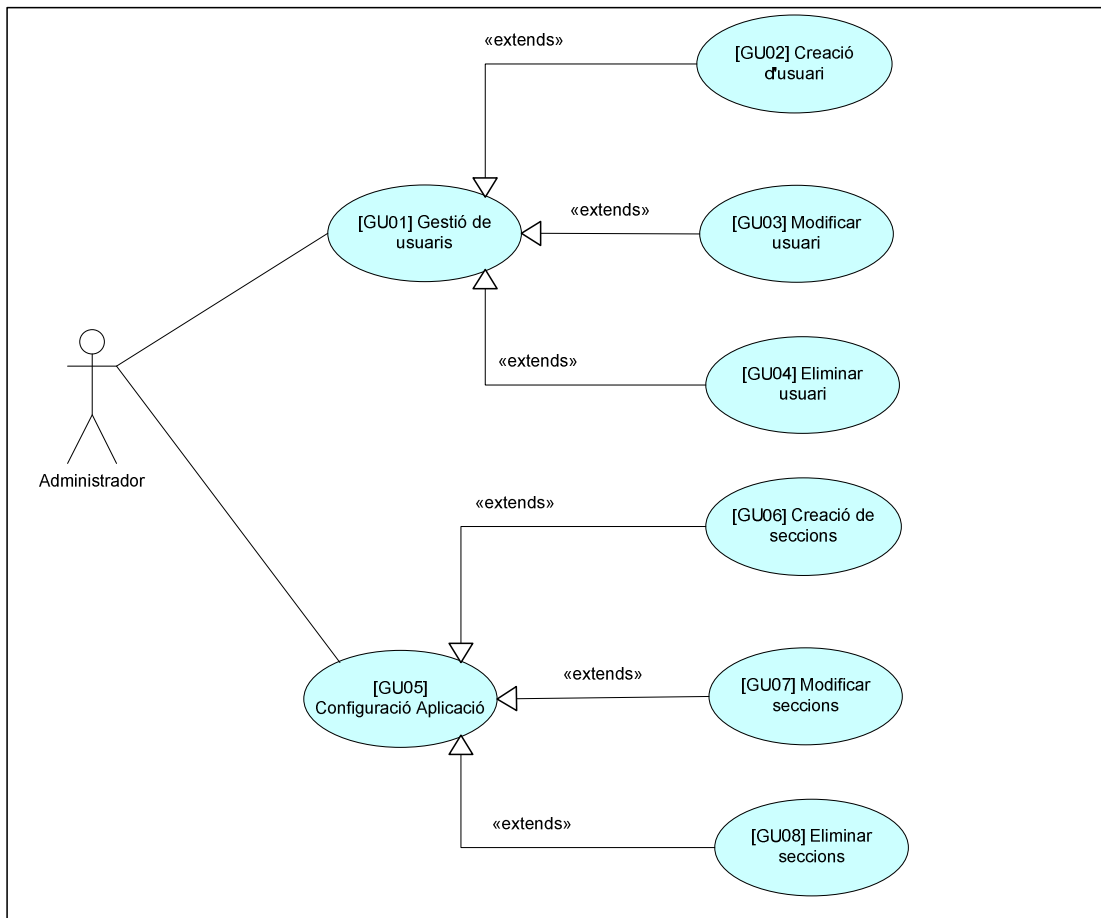 «extends»
[GU02] Creació
d'usuari
«extends»
[GU01] Gestió de
usuaris
[GU03] Modificar
usuari
«extends»
[GU04] Eliminar
usuari
Administrador
«extends»
[GU06] Creació de
seccions
«extends»
[GU05]
Configuració Aplicació
[GU07] Modificar
seccions
«extends»
[GU08] Eliminar
seccions